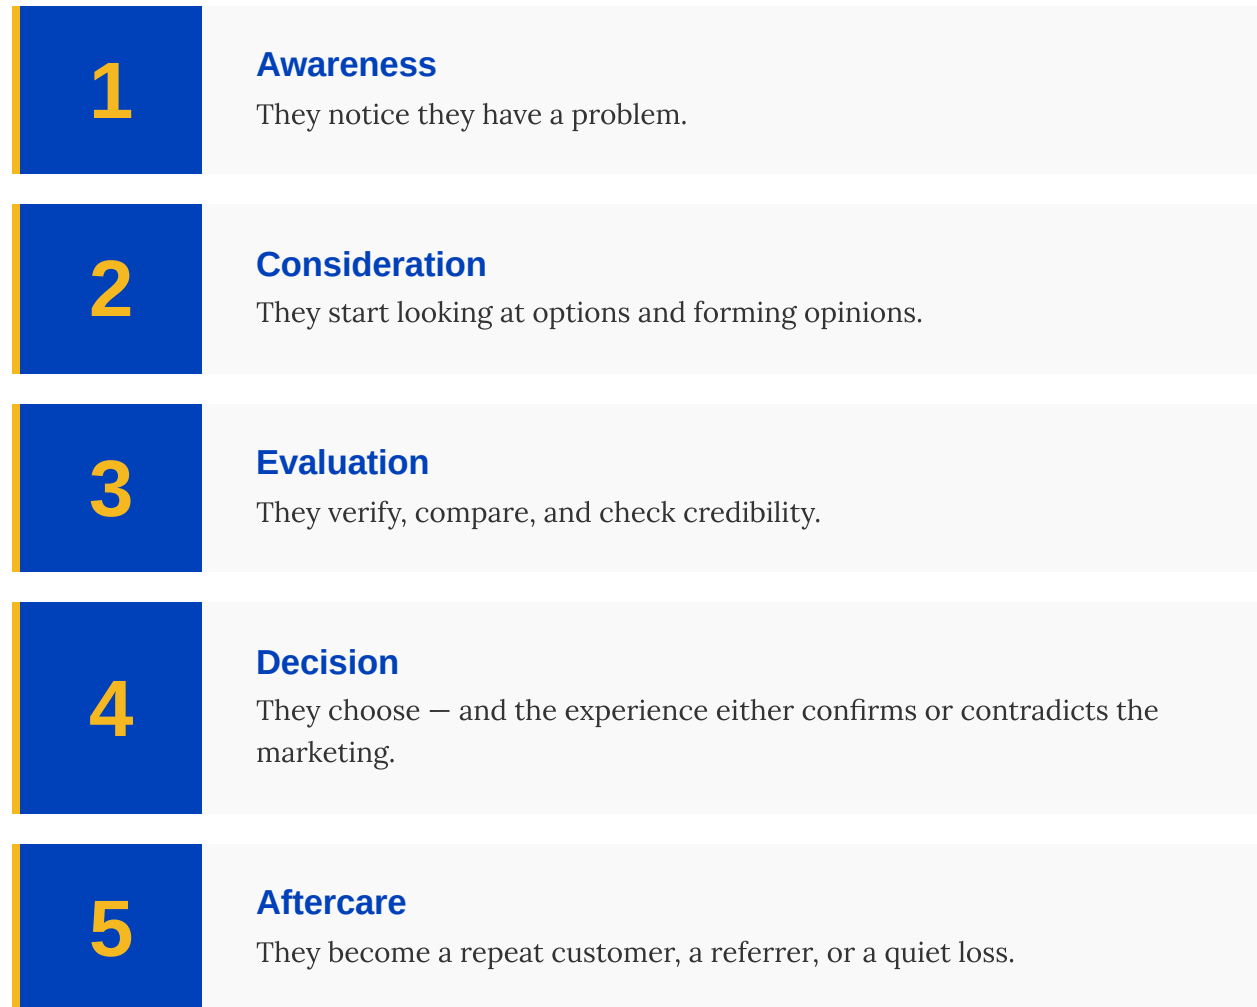 1
Awareness
They notice they have a problem.
2
Consideration
They start looking at options and forming opinions.
3
Evaluation
They verify, compare, and check credibility.
4
Decision
They choose — and the experience either confirms or contradicts the
marketing.
5
Aftercare
They become a repeat customer, a referrer, or a quiet loss.